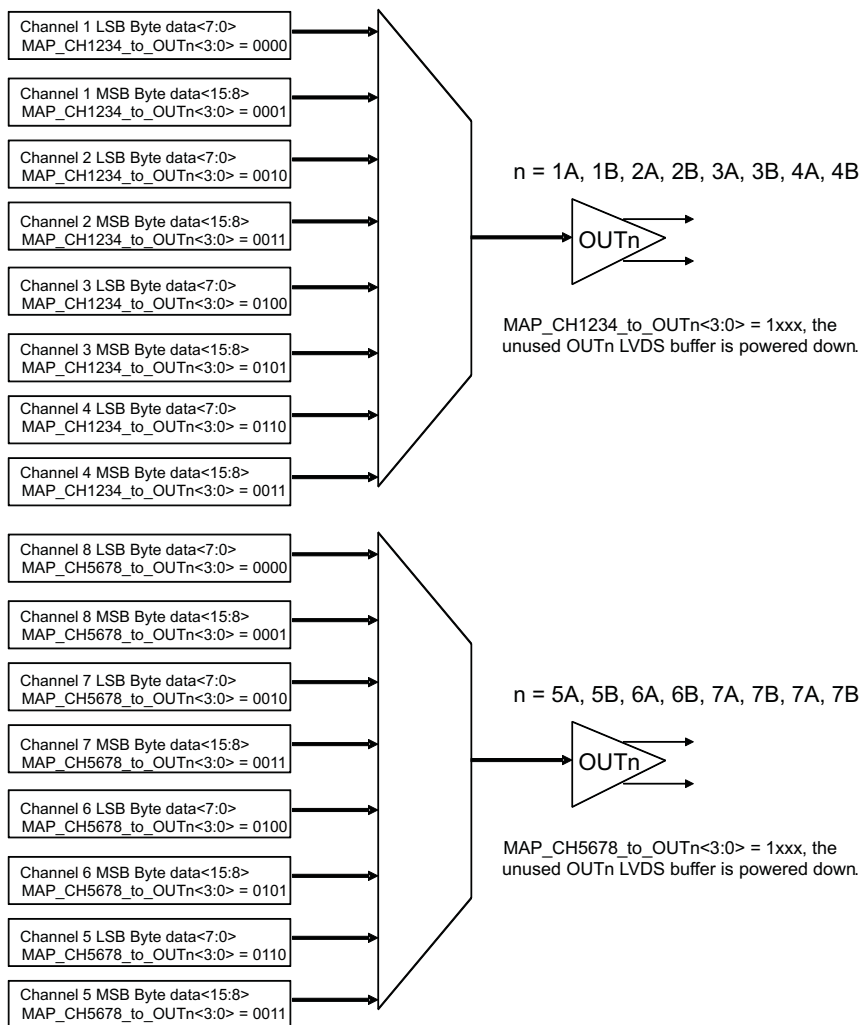 Channel 1 LSB Byte data<7:0>
MAP_CH1234_to_OUTn<3:0> = 0000
Channel 1 MSB Byte data<15:8>
MAP_CH1234_to_OUTn<3:0> = 0001
Channel 2 LSB Byte data<7:0>
MAP_CH1234_to_OUTn<3:0> = 0010
Channel 2 MSB Byte data<15:8>
MAP_CH1234_to_OUTn<3:0> = 0011
Channel 3 LSB Byte data<7:0>
MAP_CH1234_to_OUTn<3:0> = 0100
Channel 3 MSB Byte data<15:8>
MAP_CH1234_to_OUTn<3:0> = 0101
Channel 4 LSB Byte data<7:0>
MAP_CH1234_to_OUTn<3:0> = 0110
Channel 4 MSB Byte data<15:8>
MAP_CH1234_to_OUTn<3:0> = 0011
n = 1A, 1B, 2A, 2B, 3A, 3B, 4A, 4B
OUTn
MAP_CH1234_to_OUTn<3:0> = 1xxx, the
unused OUTn LVDS buffer is powered down.
Channel 8 LSB Byte data<7:0>
MAP_CH5678_to_OUTn<3:0> = 0000
Channel 8 MSB Byte data<15:8>
MAP_CH5678_to_OUTn<3:0> = 0001
Channel 7 LSB Byte data<7:0>
MAP_CH5678_to_OUTn<3:0> = 0010
Channel 7 MSB Byte data<15:8>
MAP_CH5678_to_OUTn<3:0> = 0011
Channel 6 LSB Byte data<7:0>
MAP_CH5678_to_OUTn<3:0> = 0100
Channel 6 MSB Byte data<15:8>
MAP_CH5678_to_OUTn<3:0> = 0101
Channel 5 LSB Byte data<7:0>
MAP_CH5678_to_OUTn<3:0> = 0110
Channel 5 MSB Byte data<15:8>
MAP_CH5678_to_OUTn<3:0> = 0011
n = 5A, 5B, 6A, 6B, 7A, 7B, 7A, 7B
OUTn
MAP_CH5678_to_OUTn<3:0> = 1xxx, the
unused OUTn LVDS buffer is powered down.